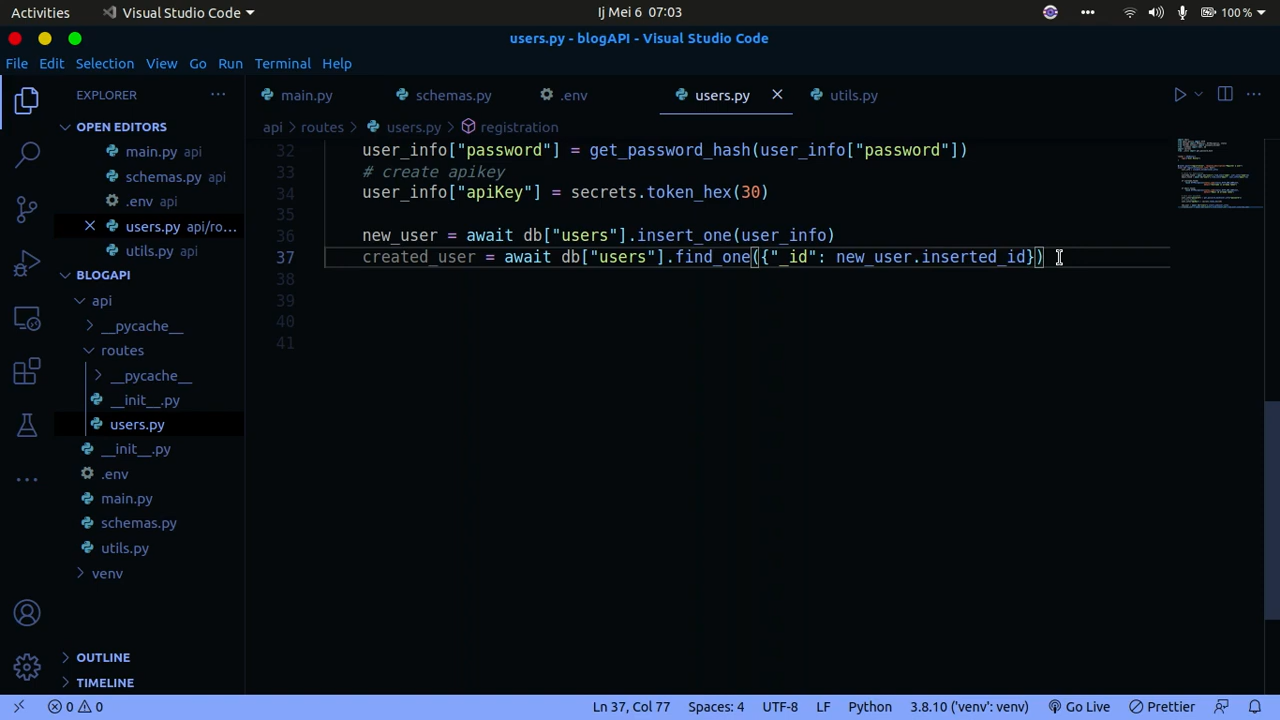 Activities
Visual Studio Code
Ij Mei 6 07:03
100 %
users.py - blogAPI - Visual Studio Code
File Edit Selection View Go Run Terminal Help
EXPLORER
main.py
schemas.py
.env
users.py
utils.py
OPEN EDITORS
api › routes › users.py › registration
main.py api
schemas.py api
.env api
users.py api/ro...
utils.py api
BLOGAPI
api
__pycache__
routes
__pycache__
__init__.py
users.py
__init__.py
.env
main.py
schemas.py
utils.py
venv
OUTLINE
TIMELINE
32 user_info["password"] = get_password_hash(user_info["password"])
33 # create apikey
34 user_info["apiKey"] = secrets.token_hex(30)
35
36 new_user = await db["users"].insert_one(user_info)
37 created_user = await db["users"].find_one({"_id": new_user.inserted_id})
38
39
40
41
0 0
Ln 37, Col 77
Spaces: 4
UTF-8
LF
Python
3.8.10 ('venv': venv)
Go Live
Prettier